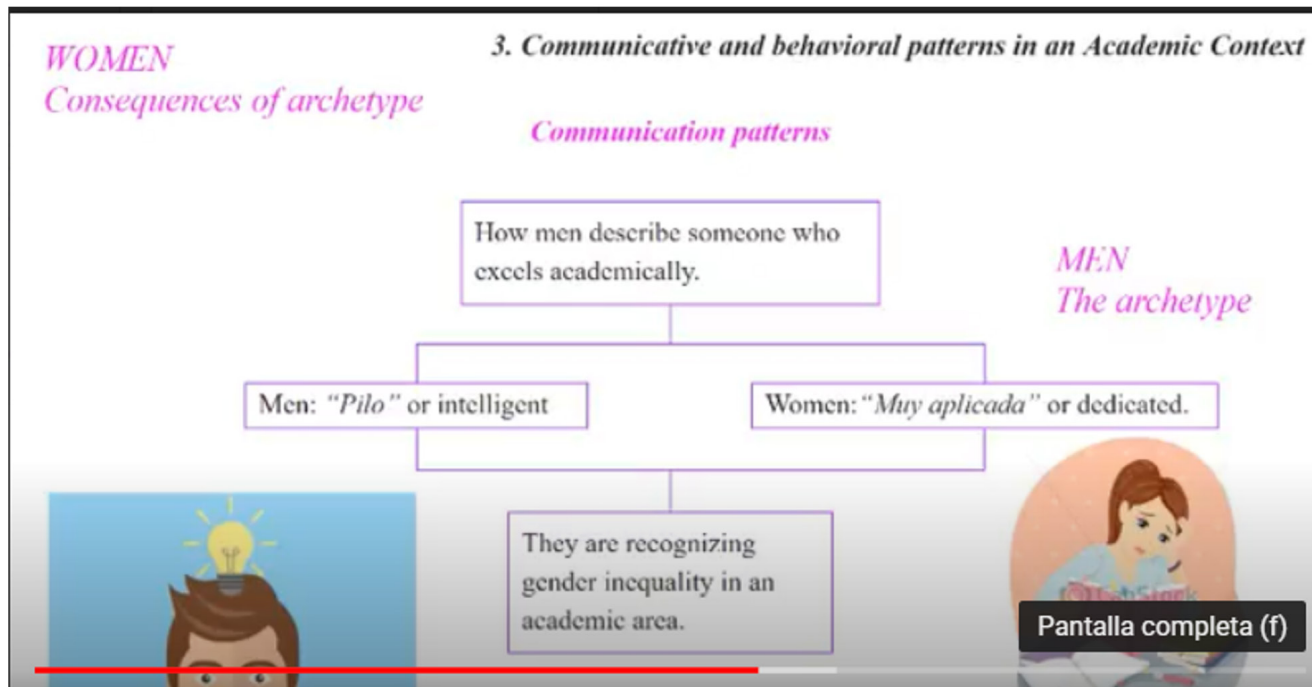 WOMEN
Consequences of archetype
3. Communicative and behavioral patterns in an Academic Context
Communication patterns
How men describe someone who
excels academically.
MEN
The archetype
Men: “Pilo” or intelligent
Women: “Muy aplicada” or dedicated.
They are recognizing
gender inequality in an
academic area.
Pantalla completa (f)